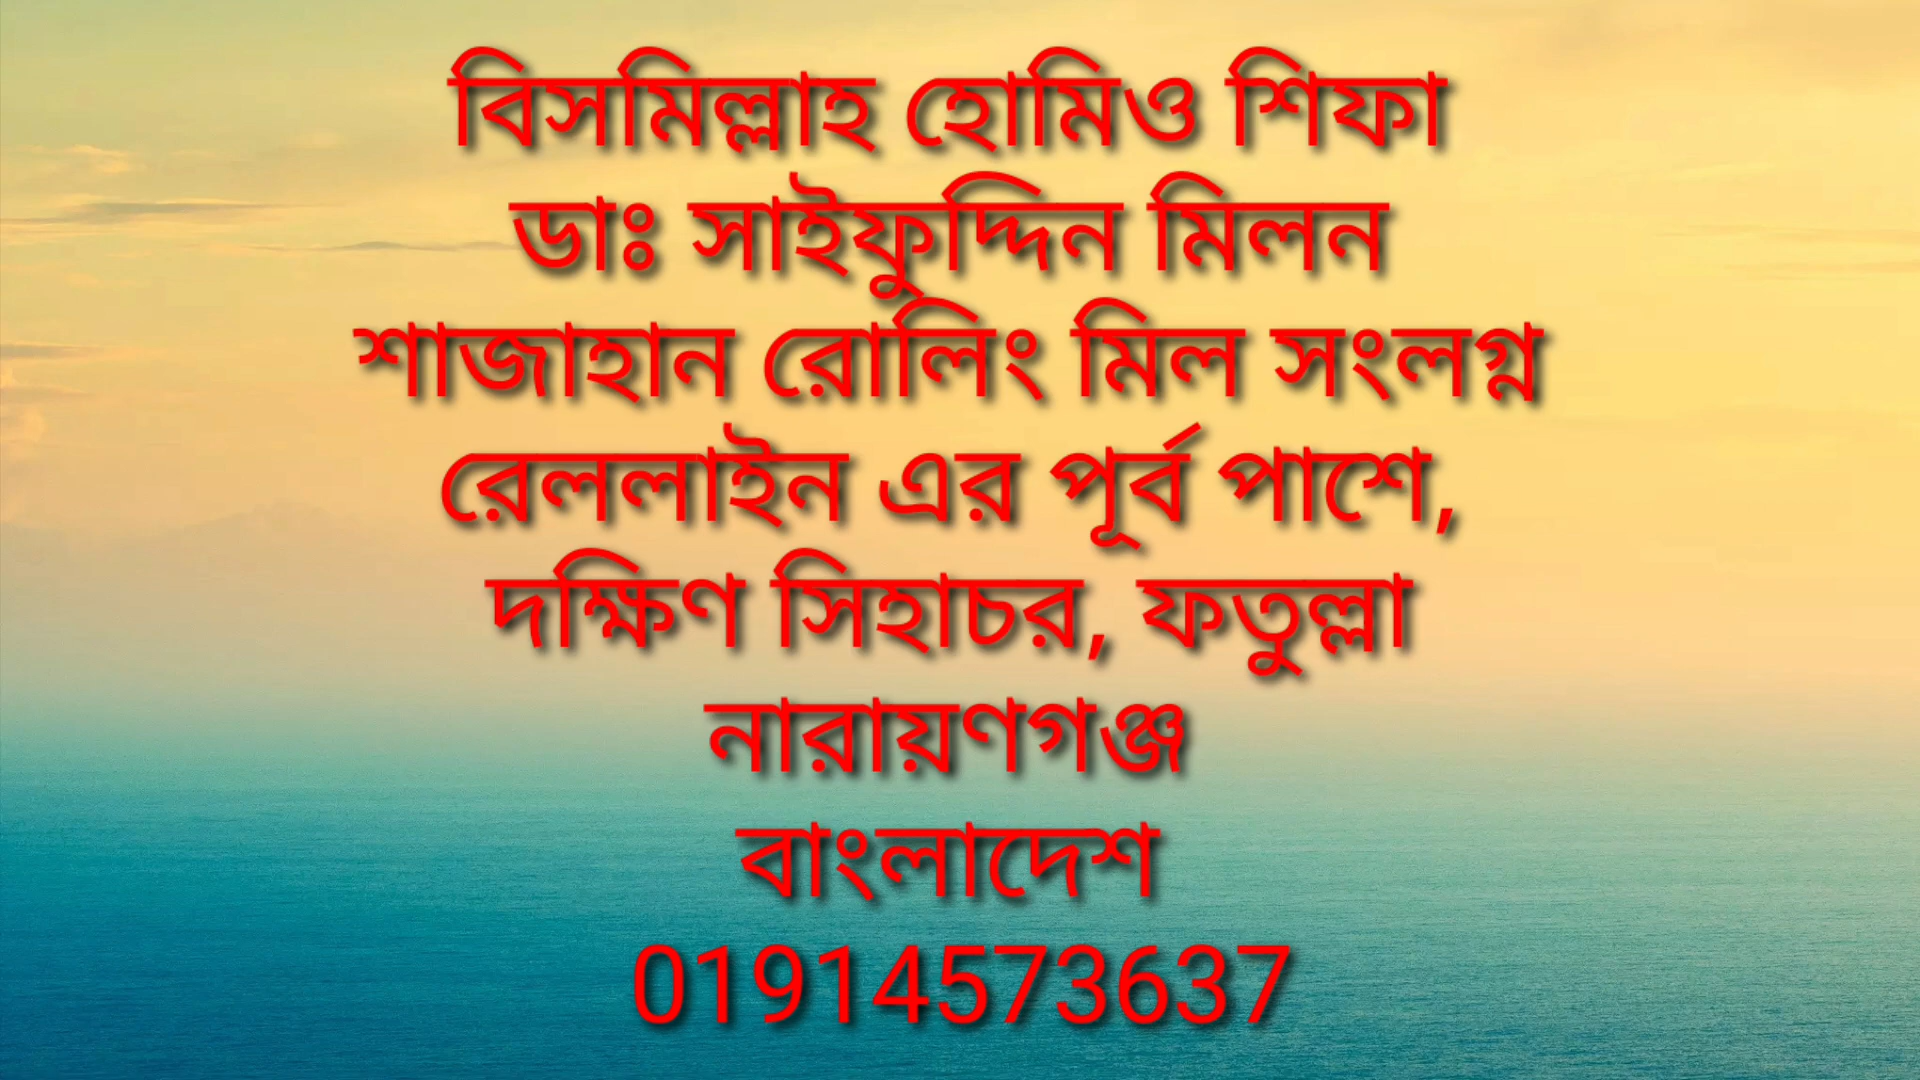 বিসমিল্লাহ হোমিও শিফা
ডাঃ সাইফুদ্দিন মিলন
শাজাহান রোলিং মিল সংলগ্ন
রেললাইন এর পূর্ব পাশে,
দক্ষিণ সিহাচর, ফতুল্লা
নারায়ণগঞ্জ
বাংলাদেশ
01914573637